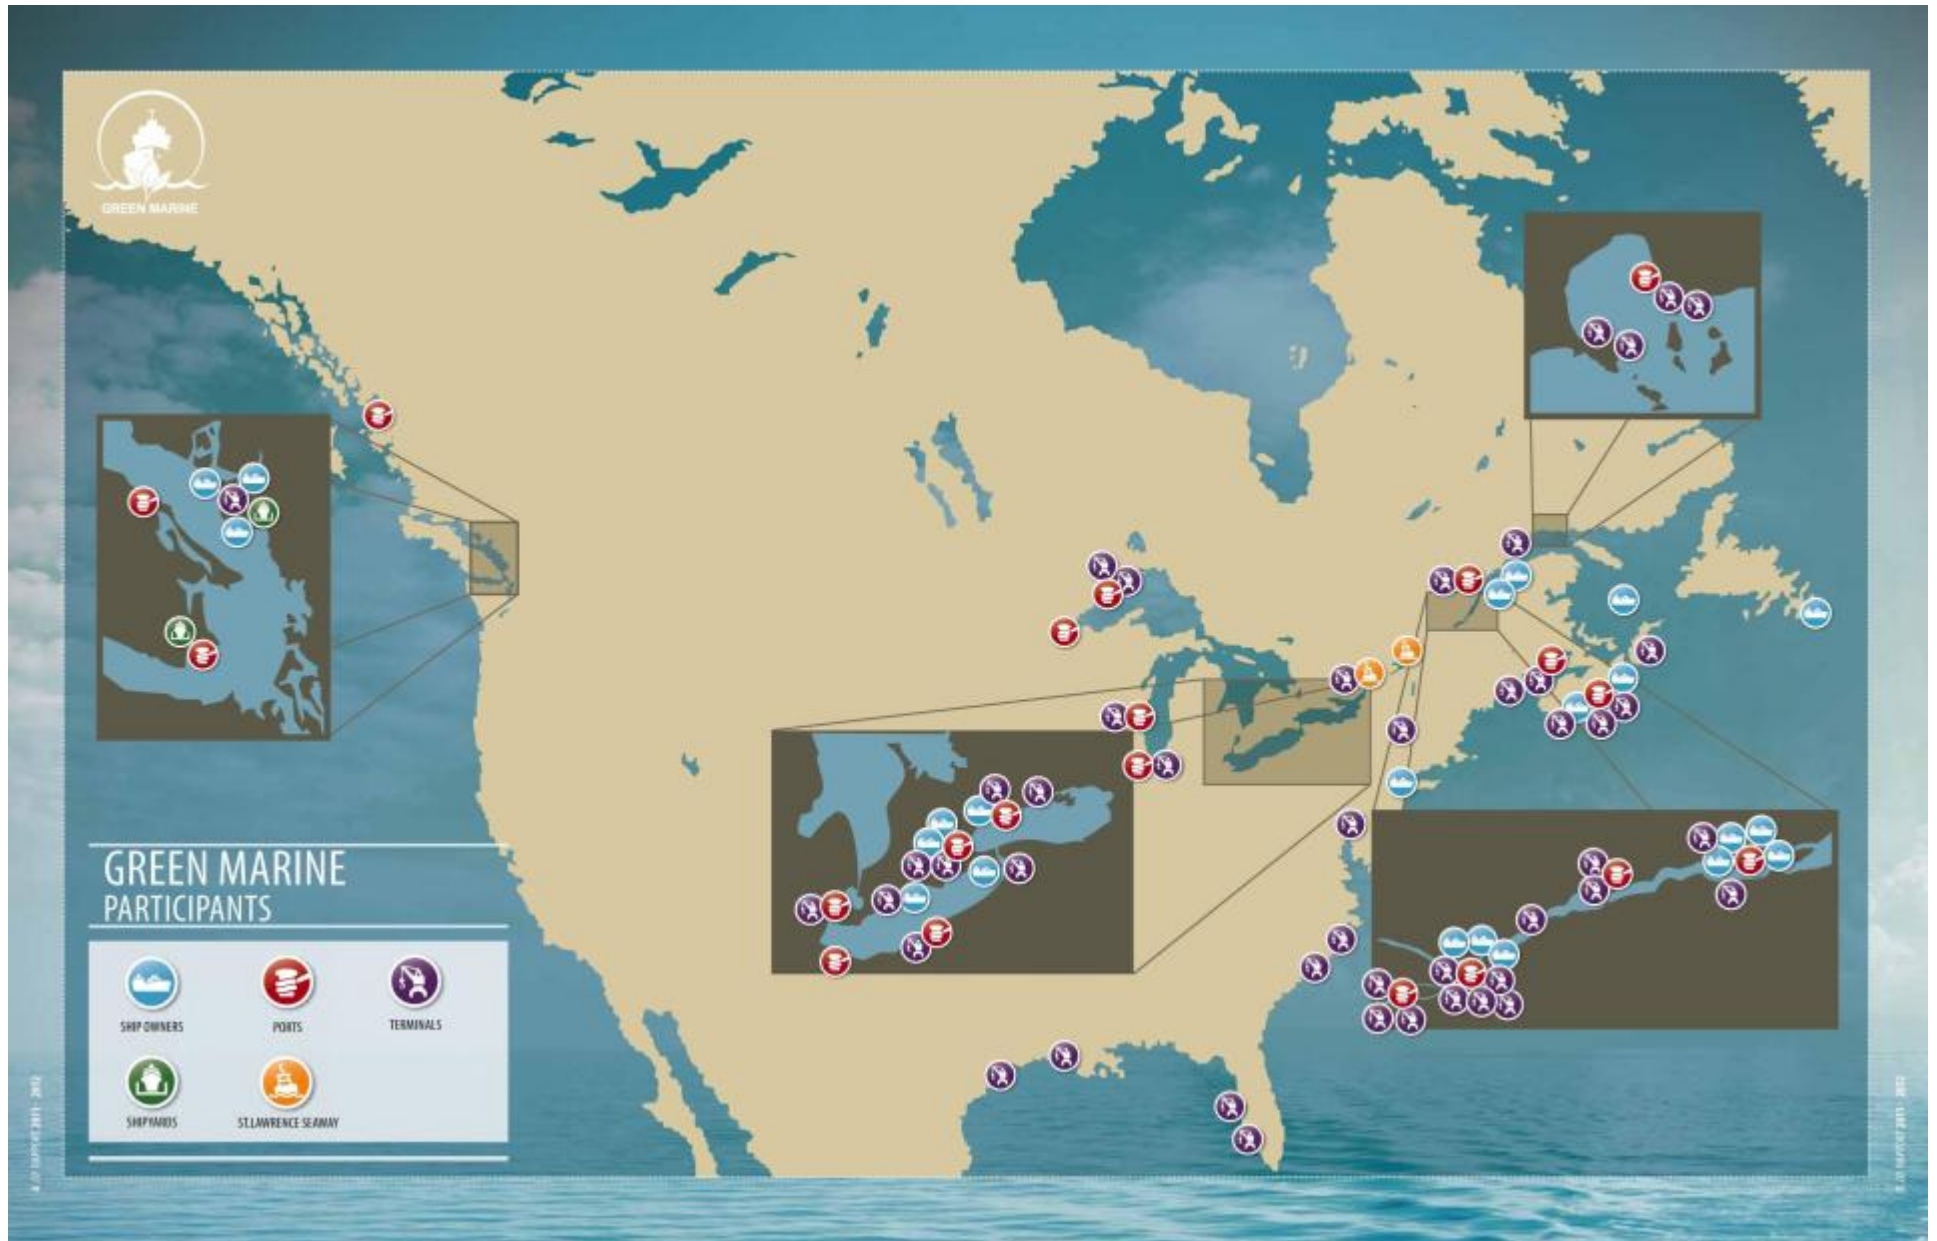 GREEN MARINE
GREEN MARINE
PARTICIPANTS
SHIP OWNERS
PORTS
TERMINALS
SHIPYARDS
ST.LAWRENCE SEAWAY